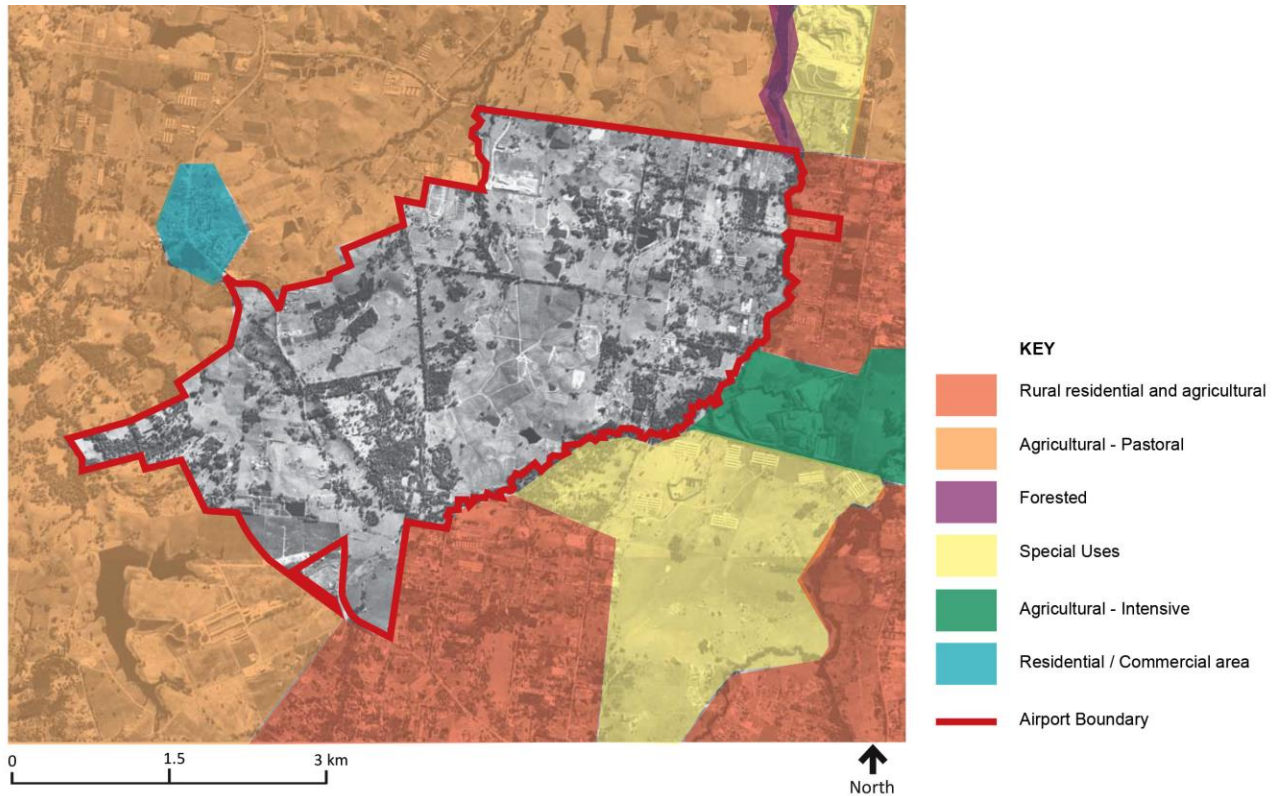 KEY
Rural residential and agricultural
Agricultural - Pastoral
Forested
Special Uses
Agricultural - Intensive
Residential / Commercial area
Airport Boundary
0 1.5 3 km
North